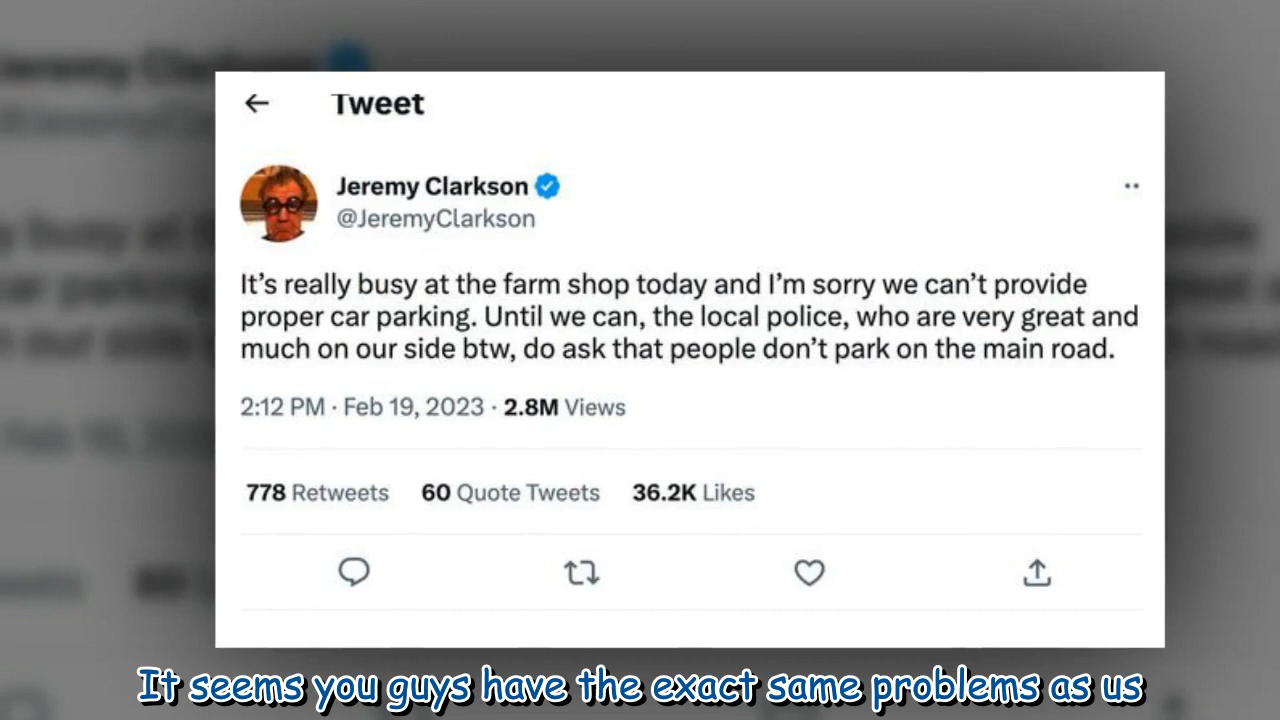 Tweet
Jeremy Clarkson
@JeremyClarkson
It’s really busy at the farm shop today and I’m sorry we can’t provide
proper car parking. Until we can, the local police, who are very great and
much on our side btw, do ask that people don’t park on the main road.
2:12 PM · Feb 19, 2023 · 2.8M Views
778 Retweets 60 Quote Tweets 36.2K Likes
It seems you guys have the exact same problems as us